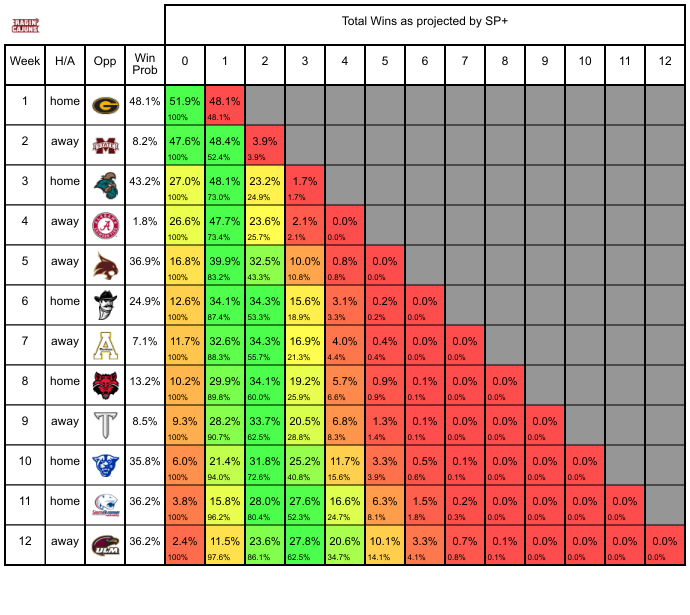 RAGIN CAJUNS
Total Wins as projected by SP+
Week H/A Opp Win Prob 0 1 2 3 4 5 6 7 8 9 10 11 12
1 home G 48.1% 51.9% 48.1%
100% 48.1%
2 away M STATE 8.2% 47.6% 48.4% 3.9%
100% 52.4% 3.9%
3 home 43.2% 27.0% 48.1% 23.2% 1.7%
100% 73.0% 24.9% 1.7%
4 away A 1.8% 26.6% 47.7% 23.6% 2.1% 0.0%
100% 73.4% 25.7% 2.1% 0.0%
5 away 36.9% 16.8% 39.9% 32.5% 10.0% 0.8% 0.0%
100% 83.2% 43.3% 10.8% 0.8% 0.0%
6 home 24.9% 12.6% 34.1% 34.3% 15.6% 3.1% 0.2% 0.0%
100% 87.4% 53.3% 18.9% 3.3% 0.2% 0.0%
7 away A 7.1% 11.7% 32.6% 34.3% 16.9% 4.0% 0.4% 0.0% 0.0%
100% 88.3% 55.7% 21.3% 4.4% 0.4% 0.0% 0.0%
8 home 13.2% 10.2% 29.9% 34.1% 19.2% 5.7% 0.9% 0.1% 0.0% 0.0%
100% 89.8% 60.0% 25.9% 6.6% 0.9% 0.1% 0.0% 0.0%
9 away T 8.5% 9.3% 28.2% 33.7% 20.5% 6.8% 1.3% 0.1% 0.0% 0.0% 0.0%
100% 90.7% 62.5% 28.8% 8.3% 1.4% 0.1% 0.0% 0.0% 0.0%
10 home 35.8% 6.0% 21.4% 31.8% 25.2% 11.7% 3.3% 0.5% 0.1% 0.0% 0.0% 0.0%
100% 94.0% 72.6% 40.8% 15.6% 3.9% 0.6% 0.1% 0.0% 0.0% 0.0%
11 home 36.2% 3.8% 15.8% 28.0% 27.6% 16.6% 6.3% 1.5% 0.2% 0.0% 0.0% 0.0% 0.0%
100% 96.2% 80.4% 52.3% 24.7% 8.1% 1.8% 0.3% 0.0% 0.0% 0.0% 0.0%
12 away ULM 36.2% 2.4% 11.5% 23.6% 27.8% 20.6% 10.1% 3.3% 0.7% 0.1% 0.0% 0.0% 0.0% 0.0%
100% 97.6% 86.1% 62.5% 34.7% 14.1% 4.1% 0.8% 0.1% 0.0% 0.0% 0.0% 0.0%